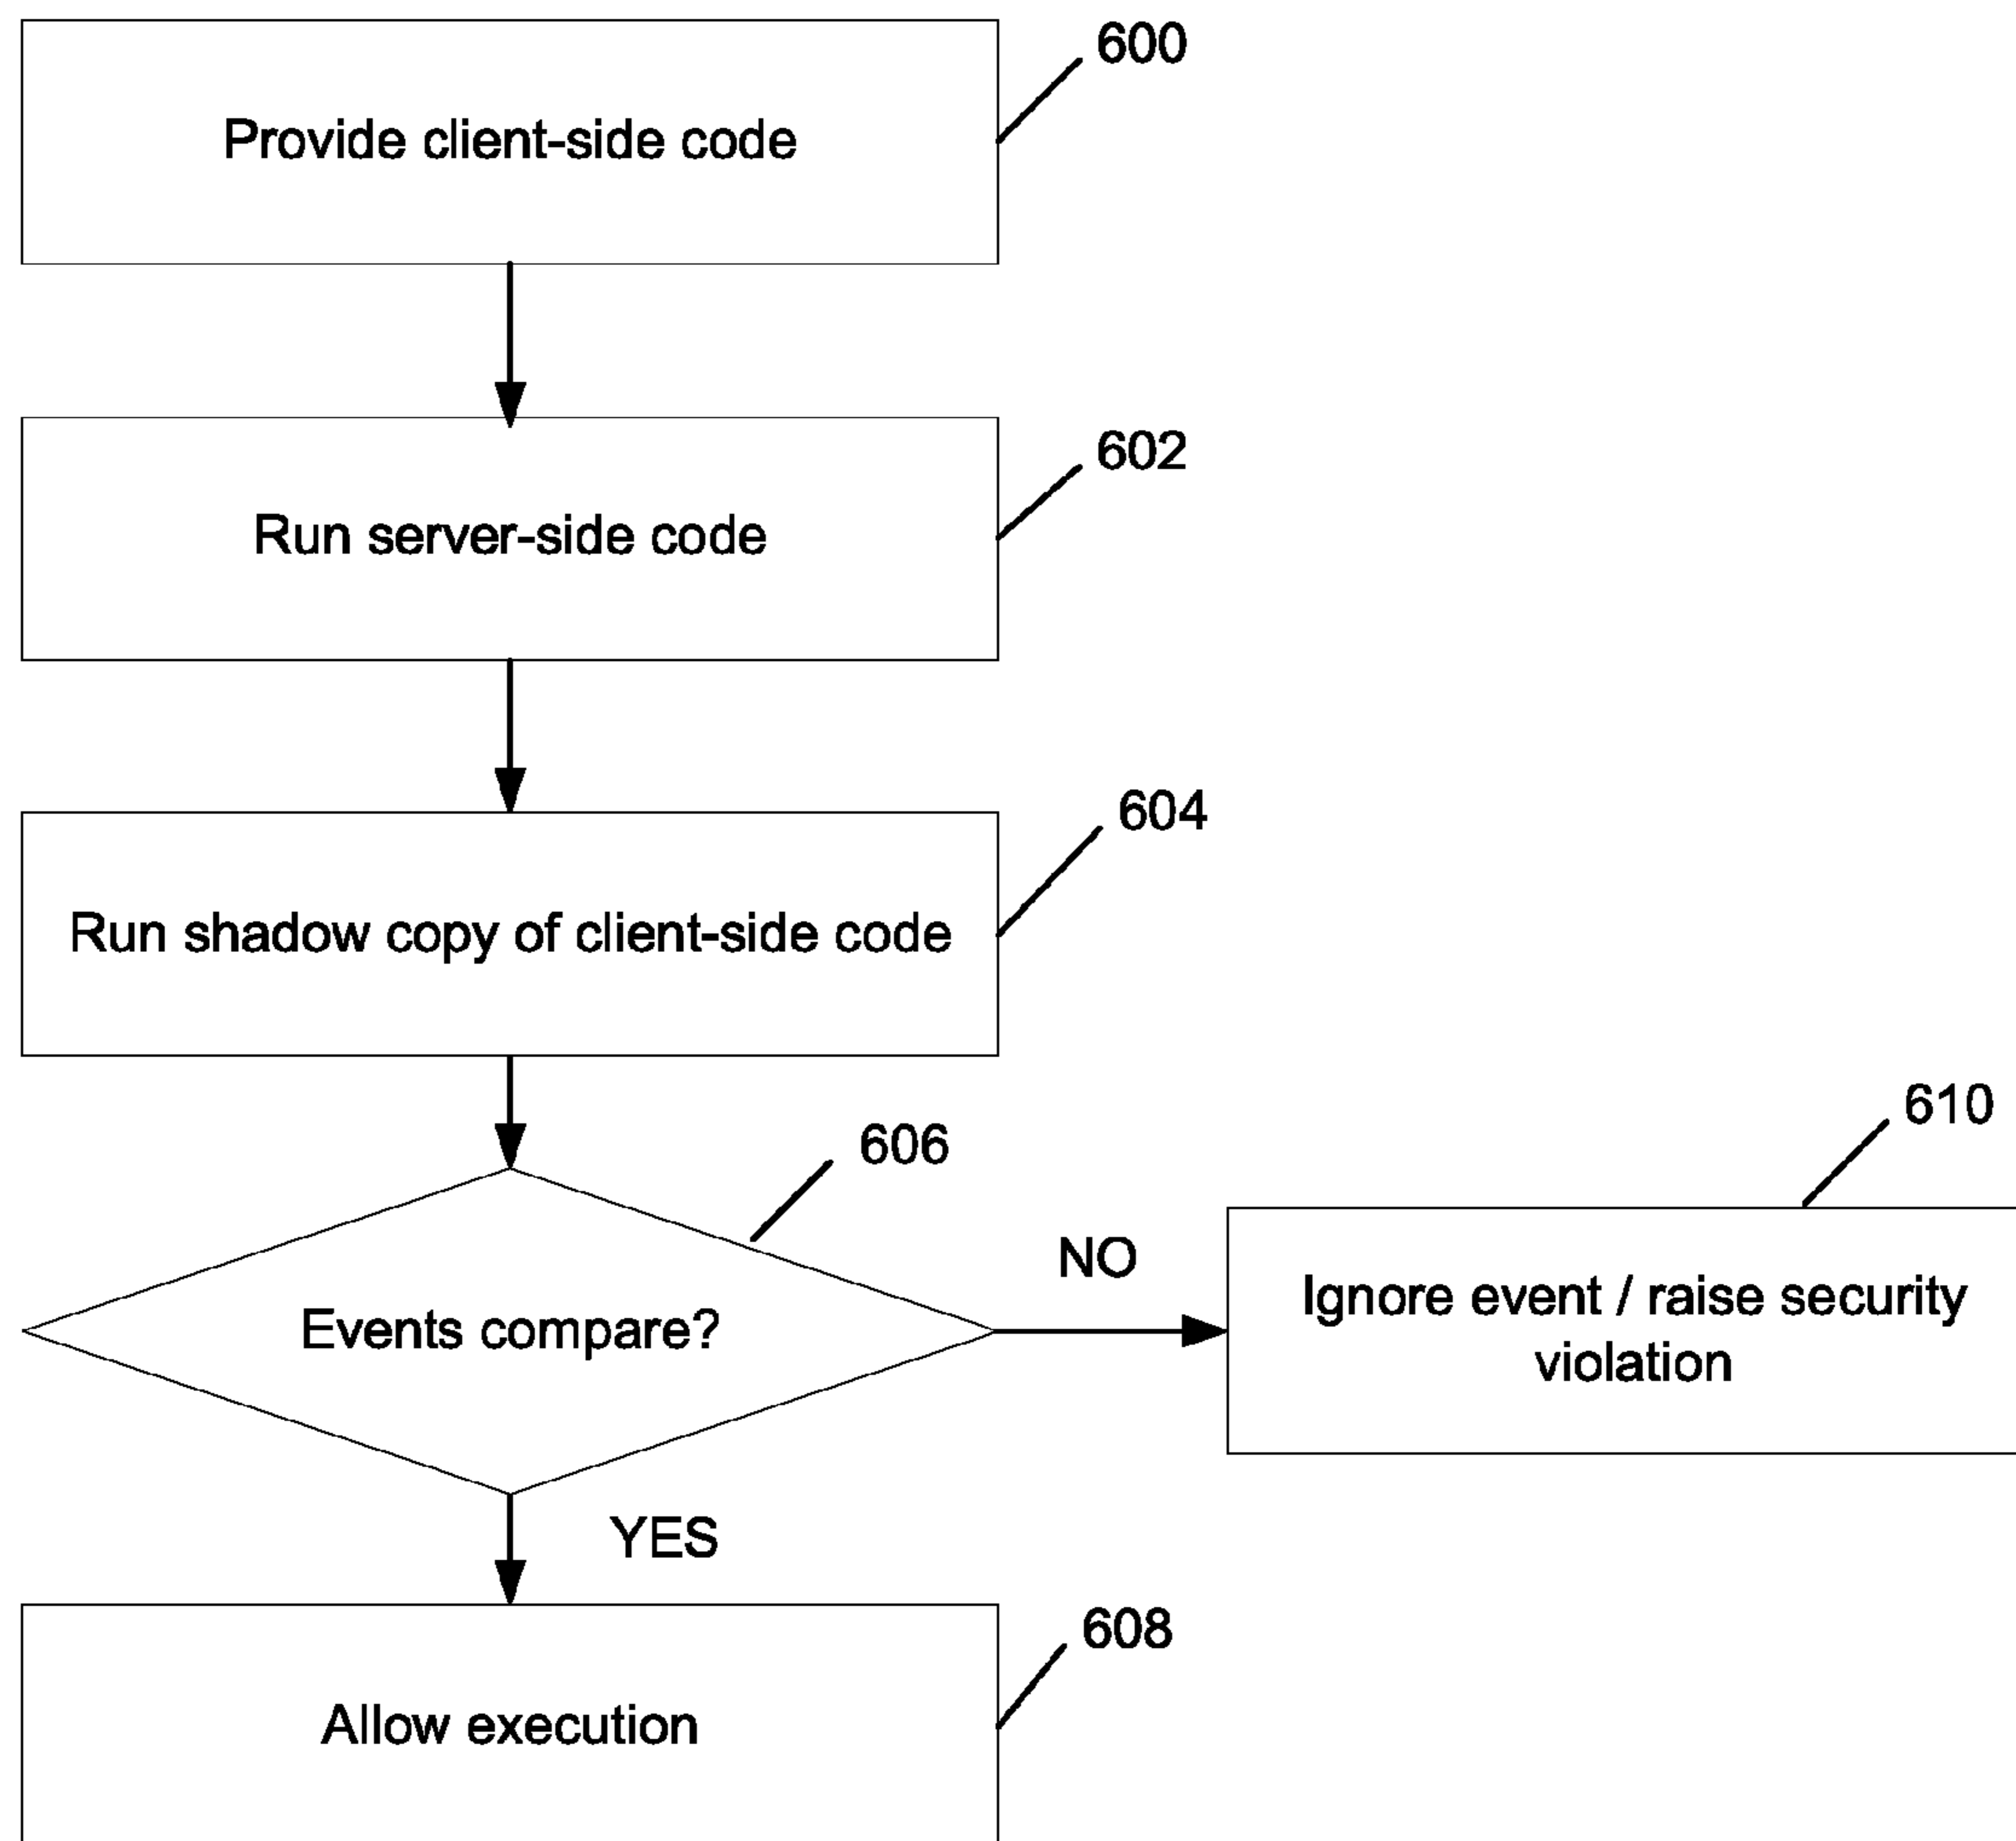 600
Provide client-side code
602
Run server-side code
604
Run shadow copy of client-side code
606
Events compare?
NO
610
Ignore event / raise security
violation
YES
608
Allow execution